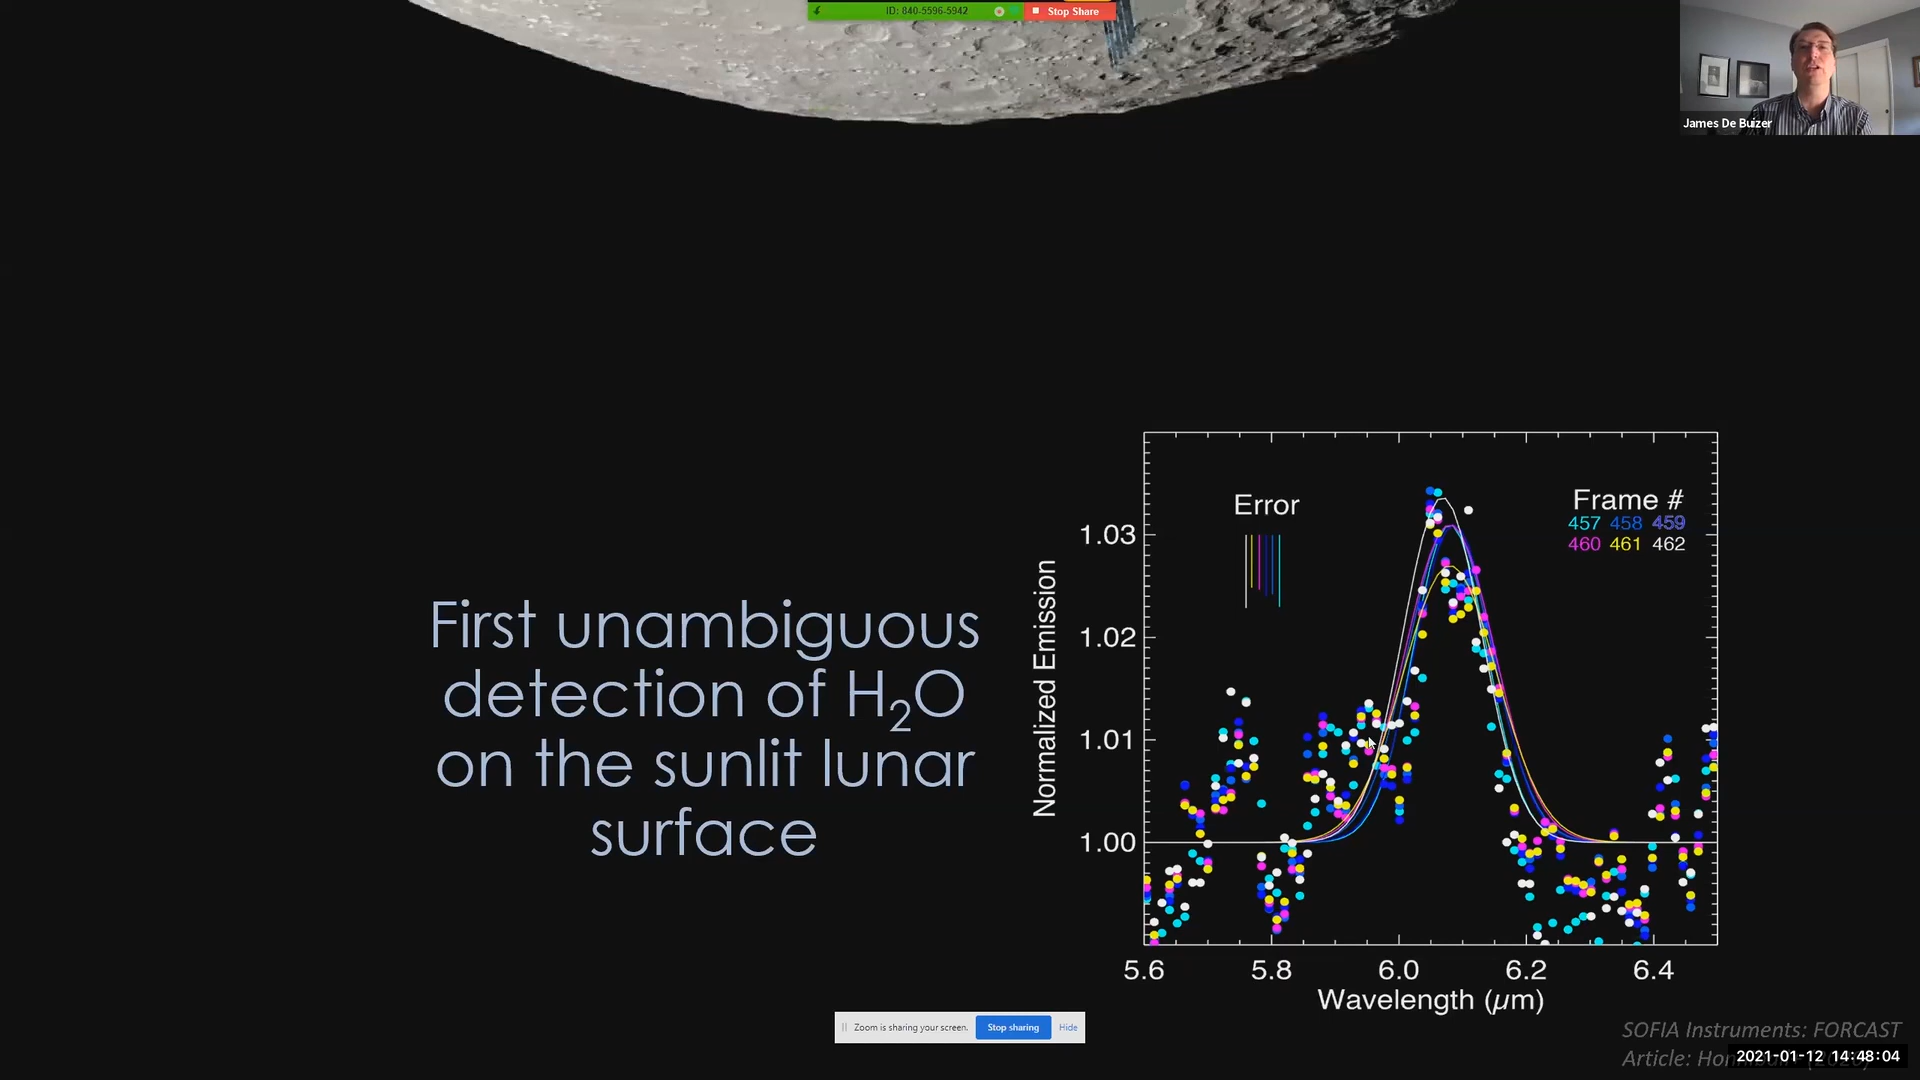 ID: 840-5596-5942
Stop Share
James De Buizer
First unambiguous
detection of H₂O
on the sunlit lunar
surface
Error
Frame #
457 458 459
460 461 462
1.03
1.02
1.01
1.00
Normalized Emission
5.6 5.8 6.0 6.2 6.4
Wavelength (μm)
Zoom is sharing your screen. Stop sharing Hide
SOFIA Instruments: FORCAST
Article:
2021-01-12 14:48:04